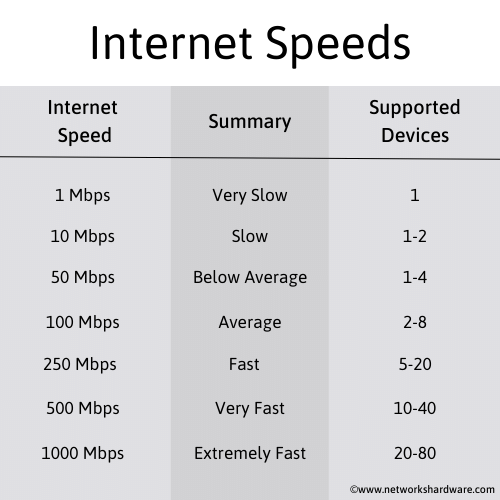 Internet Speeds
Internet Speed Summary Supported Devices
1 Mbps Very Slow 1
10 Mbps Slow 1-2
50 Mbps Below Average 1-4
100 Mbps Average 2-8
250 Mbps Fast 5-20
500 Mbps Very Fast 10-40
1000 Mbps Extremely Fast 20-80
©www.networkshardware.com